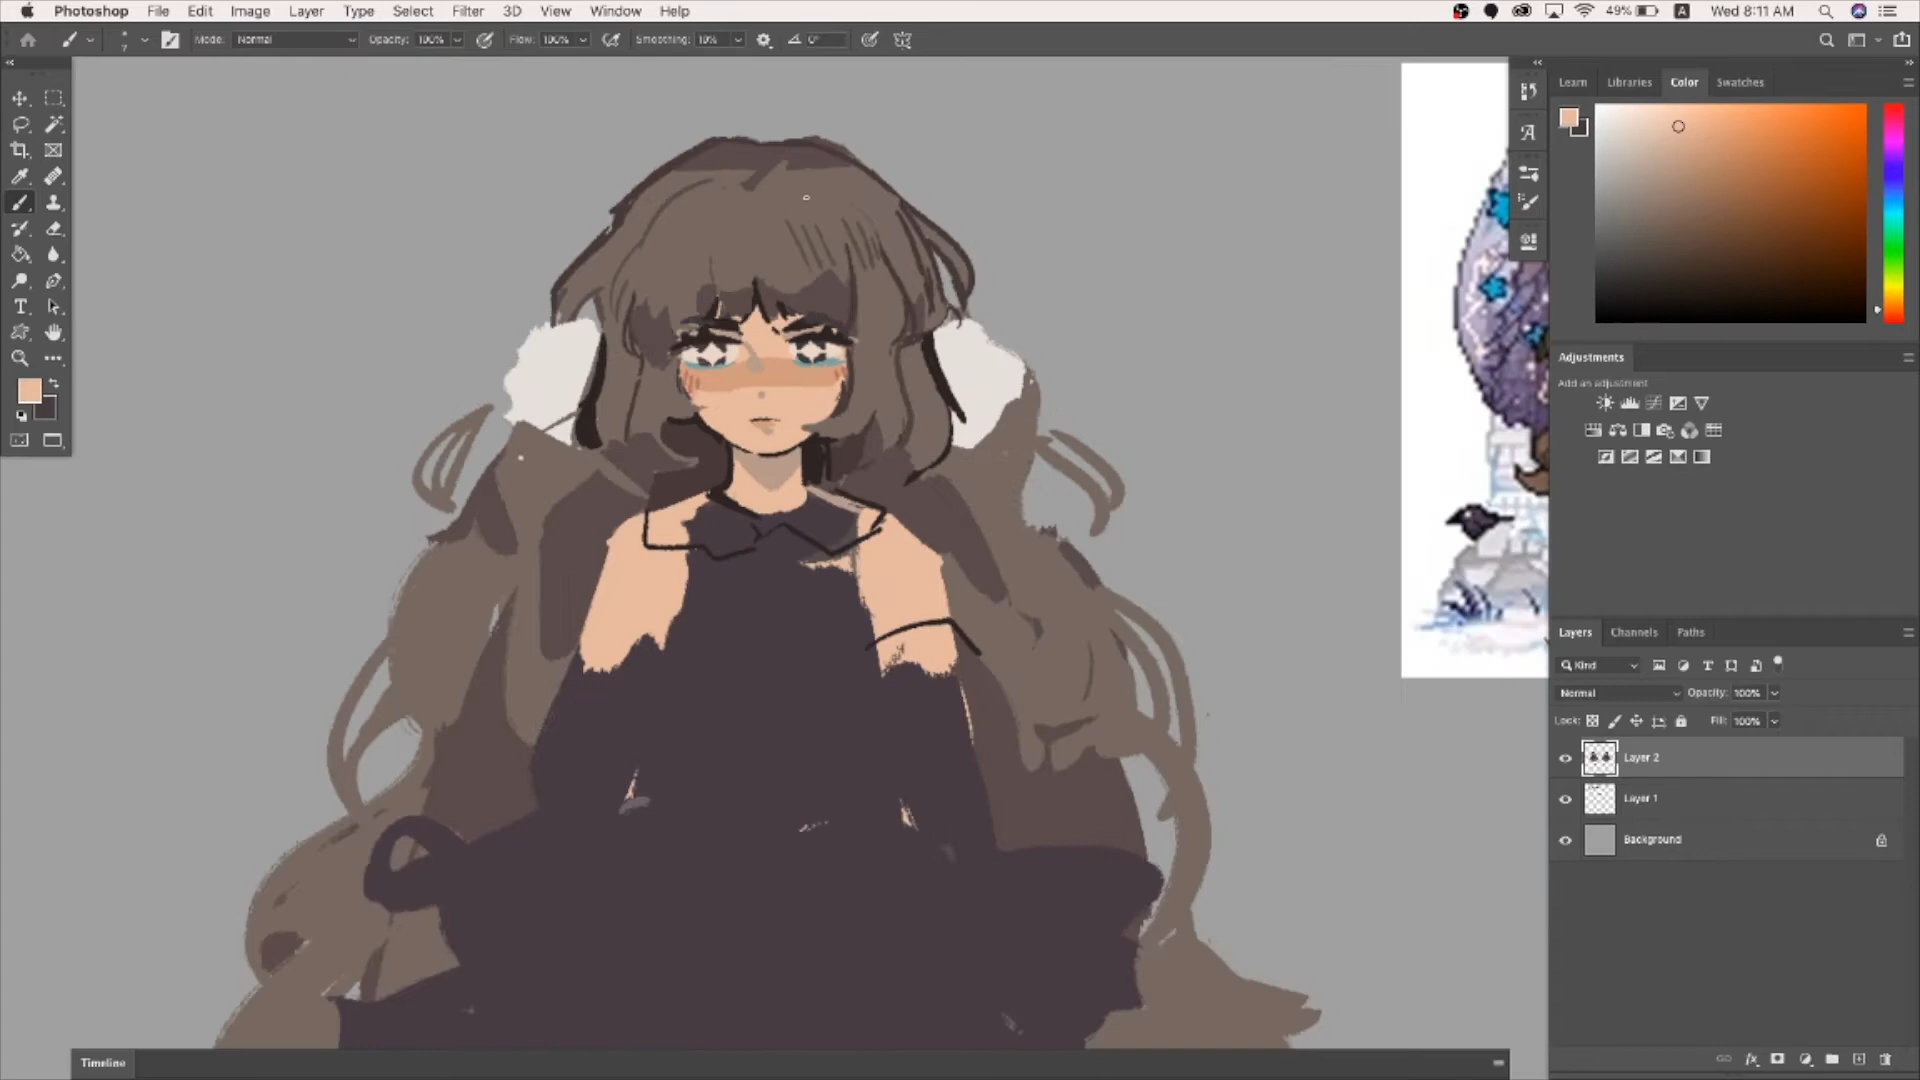 Photoshop File Edit Image Layer Type Select Filter 3D View Window Help 49% A Wed 8:11 AM
7 Mode: Normal Opacity: 100% Flow: 100% Smoothing: 10% 0°
Learn Libraries Color Swatches
Adjustments
Add an adjustment
Layers Channels Paths
Kind
Normal Opacity: 100%
Lock: Fill: 100%
Layer 2
Layer 1
Background
Timeline